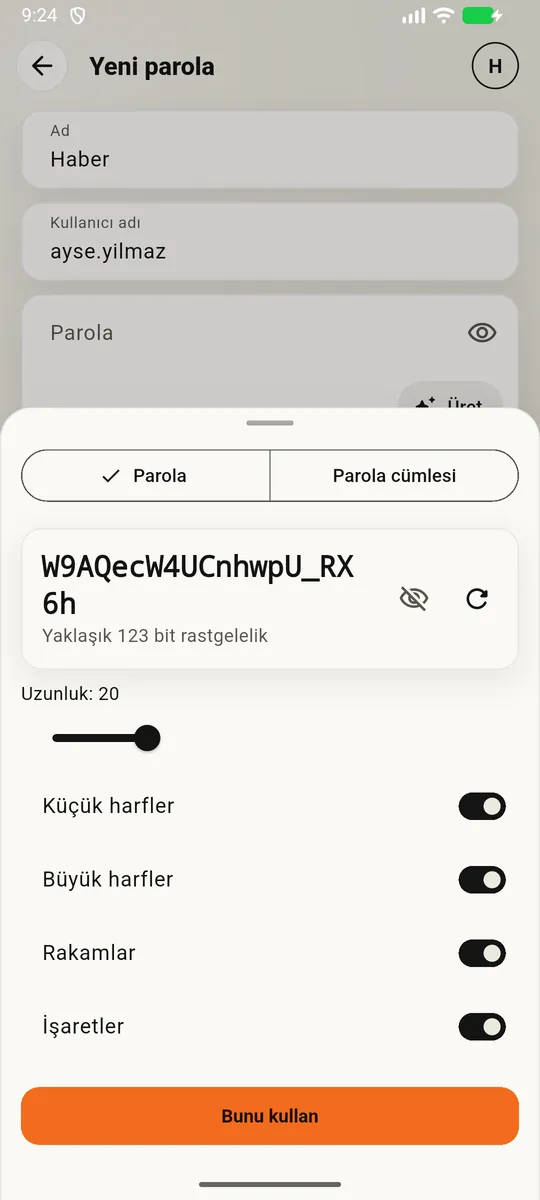 9:24
Yeni parola
H
Ad
Haber
Kullanıcı adı
ayse.yilmaz
Parola
Üret
Parola
Parola cümlesi
W9AQecW4UCnhwpU_RX
6h
Yaklaşık 123 bit rastgelelik
Uzunluk: 20
Küçük harfler
Büyük harfler
Rakamlar
İşaretler
Bunu kullan